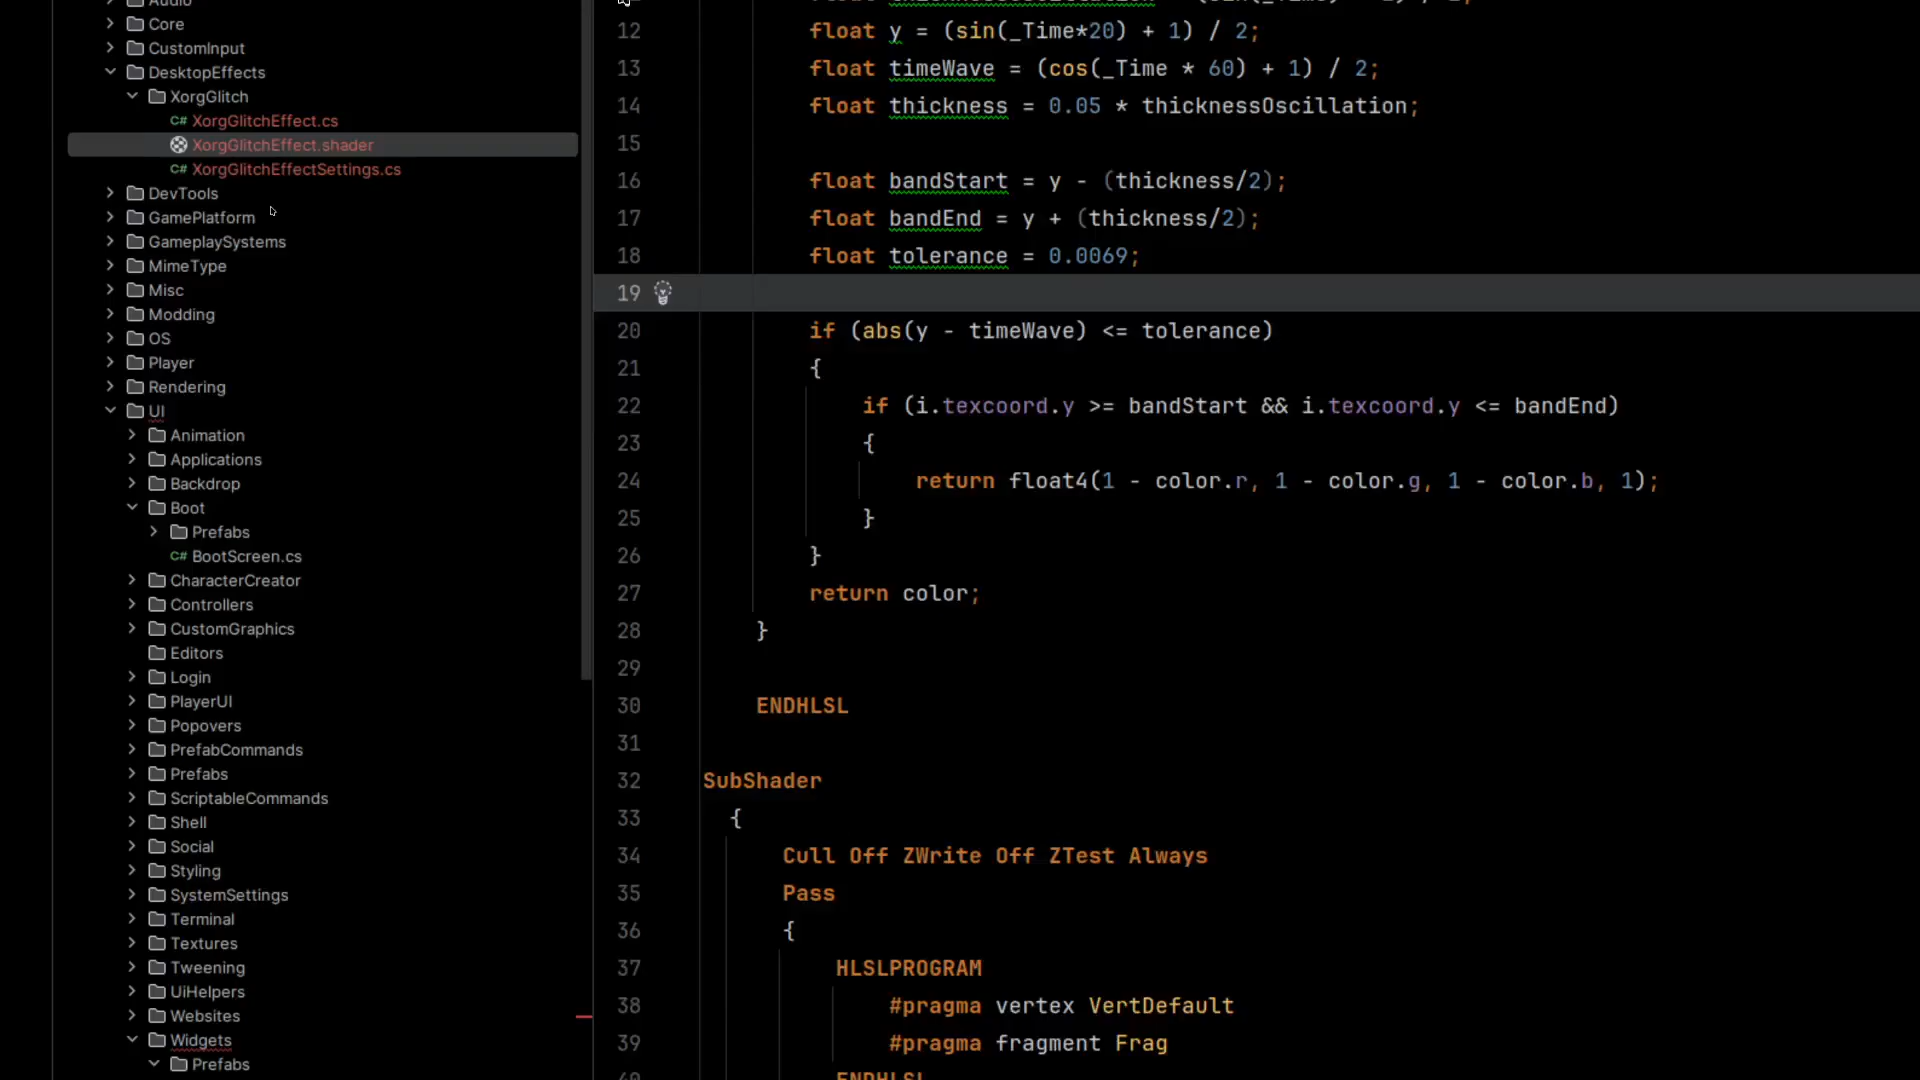 Audio
Core
CustomInput
DesktopEffects
XorgGlitch
C# XorgGlitchEffect.cs
XorgGlitchEffect.shader
C# XorgGlitchEffectSettings.cs
DevTools
GamePlatform
GameplaySystems
MimeType
Misc
Modding
OS
Player
Rendering
UI
Animation
Applications
Backdrop
Boot
Prefabs
C# BootScreen.cs
CharacterCreator
Controllers
CustomGraphics
Editors
Login
PlayerUI
Popovers
PrefabCommands
Prefabs
ScriptableCommands
Shell
Social
Styling
SystemSettings
Terminal
Textures
Tweening
UiHelpers
Websites
Widgets
Prefabs
12 float y = (sin(_Time*20) + 1) / 2;
13 float timeWave = (cos(_Time * 60) + 1) / 2;
14 float thickness = 0.05 * thicknessOscillation;
15
16 float bandStart = y - (thickness/2);
17 float bandEnd = y + (thickness/2);
18 float tolerance = 0.0069;
19
20 if (abs(y - timeWave) <= tolerance)
21 {
22 if (i.texcoord.y >= bandStart && i.texcoord.y <= bandEnd)
23 {
24 return float4(1 - color.r, 1 - color.g, 1 - color.b, 1);
25 }
26 }
27 return color;
28 }
29
30 ENDHLSL
31
32 SubShader
33 {
34 Cull Off ZWrite Off ZTest Always
35 Pass
36 {
37 HLSLPROGRAM
38 #pragma vertex VertDefault
39 #pragma fragment Frag
40 ENDHLSL